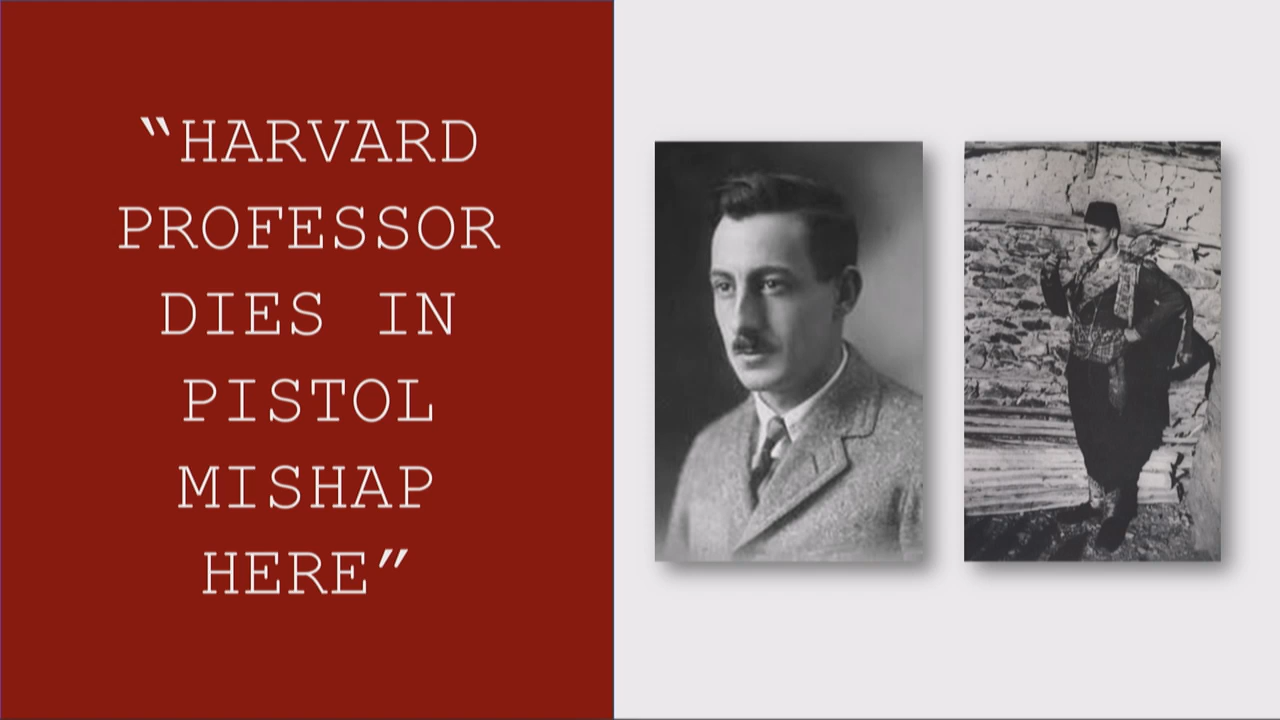 “HARVARD
PROFESSOR
DIES IN
PISTOL
MISHAP
HERE”